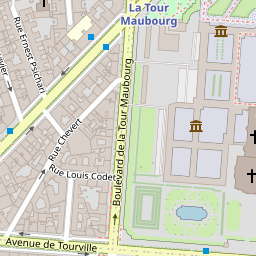 La Tour
Maubourg
Rue Ernest Psichari
Boulevard de la Tour Maubourg
Rue Chevert
Rue Louis Codet
Avenue de Tourville